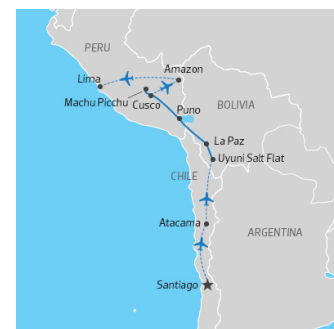 PERU
Lima
Amazon
Machu Picchu
Cusco
Puno
BOLIVIA
La Paz
Uyuni Salt Flat
CHILE
Atacama
ARGENTINA
Santiago